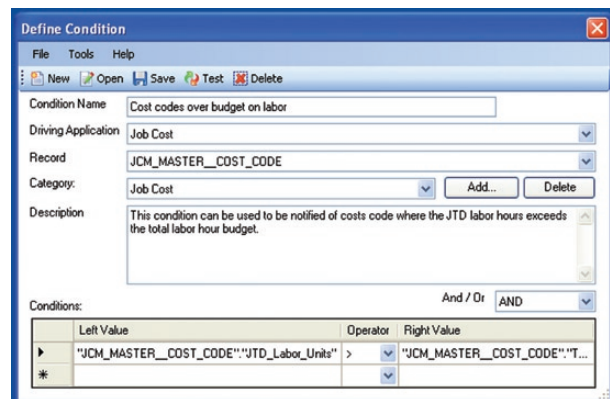 Define Condition
File Tools Help
New Open Save Test Delete
Condition Name Cost codes over budget on labor
Driving Application Job Cost
Record JCM_MASTER__COST_CODE
Category: Job Cost Add... Delete
Description This condition can be used to be notified of costs code where the JTD labor hours exceeds
the total labor hour budget.
And / Or AND
Conditions:
Left Value Operator Right Value
"JCM_MASTER__COST_CODE"."JTD_Labor_Units" > "JCM_MASTER__COST_CODE"."T...